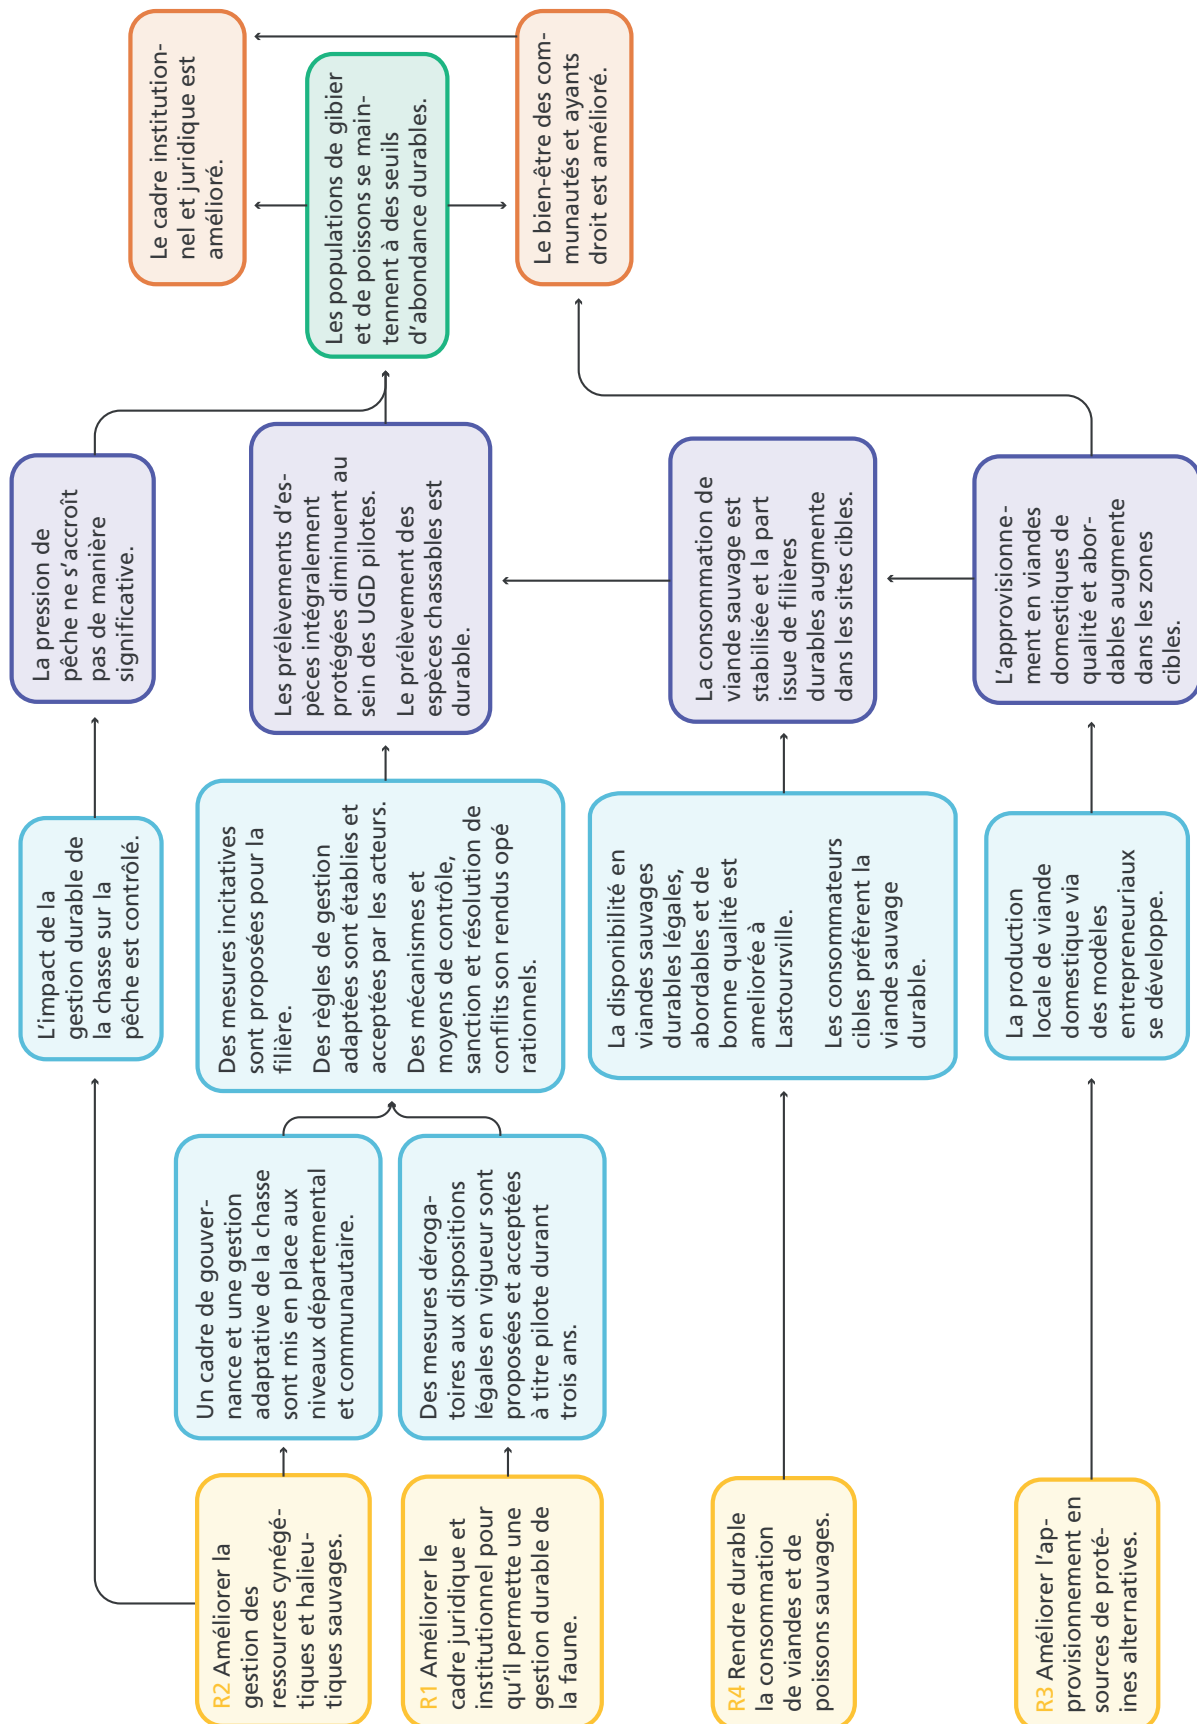 R2 Améliorer la
gestion des
ressources cynégé-
tiques et halieu-
tiques sauvages.
R1 Améliorer le
cadre juridique et
institutionnel pour
qu’il permette une
gestion durable de
la faune.
R4 Rendre durable
la consommation
de viandes et de
poissons sauvages.
R3 Améliorer l’ap-
provisionnement en
sources de proté-
ines alternatives.
Un cadre de gouver-
nance et une gestion
adaptative de la chasse
sont mis en place aux
niveaux départemental
et communautaire.
Des mesures déroga-
toires aux dispositions
légales en vigueur sont
proposées et acceptées
à titre pilote durant
trois ans.
L’impact de la
gestion durable de
la chasse sur la
pêche est contrôlé.
Des mesures incitatives
sont proposées pour la
filière.
Des règles de gestion
adaptées sont établies et
acceptées par les acteurs.
Des mécanismes et
moyens de contrôle,
sanction et résolution de
conflits son rendus opé
rationnels.
La disponibilité en
viandes sauvages
durables légales,
abordables et de
bonne qualité est
ameliorée à
Lastoursville.
Les consommateurs
cibles préfèrent la
viande sauvage
durable.
La production
locale de viande
domestique via
des modèles
entrepreneuriaux
se développe.
La pression de
pêche ne s’accroît
pas de manière
significative.
Les prélèvements d’es-
pèces intégralement
protégées diminuent au
sein des UGD pilotes.
Le prélèvement des
espèces chassables est
durable.
La consommation de
viande sauvage est
stabilisée et la part
issue de filières
durables augmente
dans les sites cibles.
L’approvisionne-
ment en viandes
domestiques de
qualité et abor-
dables augmente
dans les zones
cibles.
Le cadre institution-
nel et juridique est
amélioré.
Les populations de gibier
et de poissons se main-
tennent à des seuils
d’abondance durables.
Le bien-être des com-
munautés et ayants
droit est amélioré.